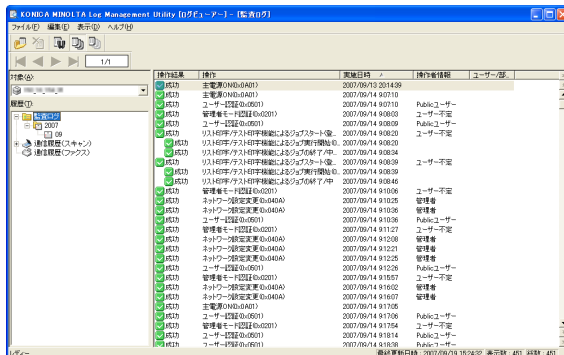 KONICA MINOLTA Log Management Utility [ログビューアー] - [監査ログ]
ファイル(F) 編集(E) 表示(D) ヘルプ(H)
1/1
対象(A):
履歴(T):
監査ログ
2007
09
通信履歴(スキャン)
通信履歴(ファクス)
操作結果 操作 実施日時 操作者情報 ユーザー/部..
成功 主電源ON(0x0A01) 2007/09/13 20:14:39
成功 主電源ON(0x0A01) 2007/09/14 9:07:10
成功 ユーザー認証(0x0501) 2007/09/14 9:07:10 Publicユーザー
成功 管理者モード認証(0x0201) 2007/09/14 9:08:03 ユーザー不定
成功 ユーザー認証(0x0501) 2007/09/14 9:08:09 Publicユーザー
成功 リスト印字/テスト印字機能によるジョブスタート(登... 2007/09/14 9:08:20 ユーザー不定
成功 リスト印字/テスト印字機能によるジョブ実行開始(0... 2007/09/14 9:08:20
成功 リスト印字/テスト印字機能によるジョブの終了/中 2007/09/14 9:08:34
成功 リスト印字/テスト印字機能によるジョブスタート(登... 2007/09/14 9:08:39 ユーザー不定
成功 リスト印字/テスト印字機能によるジョブ実行開始(0... 2007/09/14 9:08:39
成功 リスト印字/テスト印字機能によるジョブの終了/中 2007/09/14 9:08:46
成功 管理者モード認証(0x0201) 2007/09/14 9:10:06 ユーザー不定
成功 ネットワーク設定変更(0x040A) 2007/09/14 9:10:25 管理者
成功 ネットワーク設定変更(0x040A) 2007/09/14 9:10:36 管理者
成功 ユーザー認証(0x0501) 2007/09/14 9:10:36 Publicユーザー
成功 管理者モード認証(0x0201) 2007/09/14 9:11:27 ユーザー不定
成功 ネットワーク設定変更(0x040A) 2007/09/14 9:12:08 管理者
成功 ネットワーク設定変更(0x040A) 2007/09/14 9:12:21 管理者
成功 ネットワーク設定変更(0x040A) 2007/09/14 9:12:25 管理者
成功 ユーザー認証(0x0501) 2007/09/14 9:12:26 Publicユーザー
成功 管理者モード認証(0x0201) 2007/09/14 9:15:57 ユーザー不定
成功 ネットワーク設定変更(0x040A) 2007/09/14 9:16:02 管理者
成功 ネットワーク設定変更(0x040A) 2007/09/14 9:16:07 管理者
成功 主電源ON(0x0A01) 2007/09/14 9:17:05
成功 ユーザー認証(0x0501) 2007/09/14 9:17:06 Publicユーザー
成功 管理者モード認証(0x0201) 2007/09/14 9:17:54 ユーザー不定
成功 ユーザー認証(0x0501) 2007/09/14 9:18:14 Publicユーザー
成功 ユーザー認証(0x0501) 2007/09/14 9:18:38 Publicユーザー
レディー 最終更新日時 : 2007/09/19 15:24:32 表示数 : 451 総数 : 451